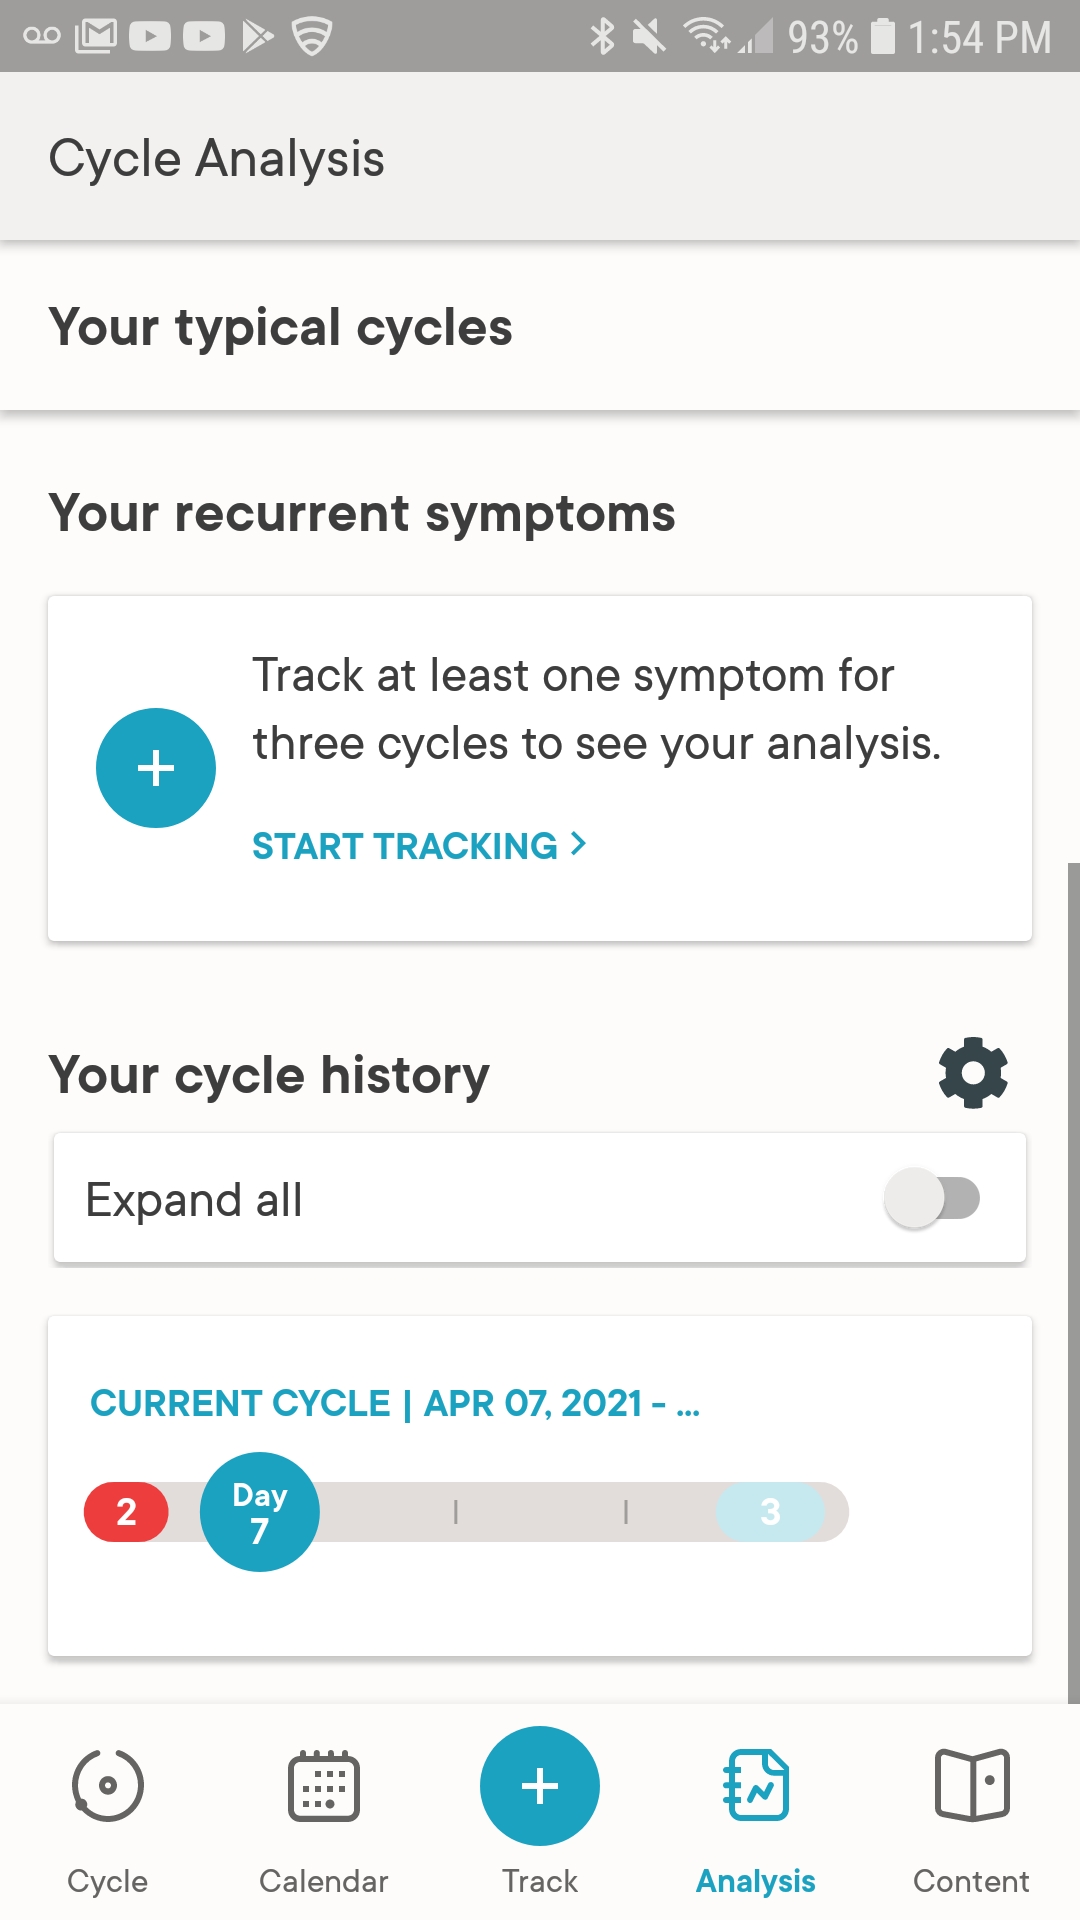 93% 1:54 PM
Cycle Analysis
Your typical cycles
Your recurrent symptoms
Track at least one symptom for
three cycles to see your analysis.
START TRACKING
Your cycle history
Expand all
CURRENT CYCLE | APR 07, 2021 - ...
2
Day
7
3
Cycle
Calendar
Track
Analysis
Content